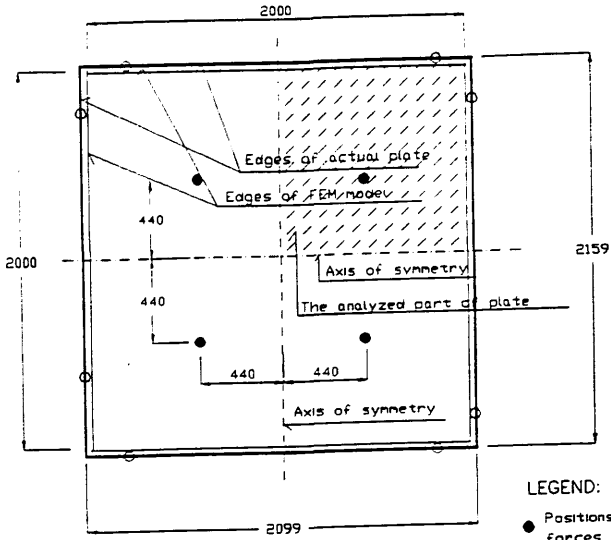 2000
Edges of actual plate
Edges of FEM model
440
2000
2159
440
Axis of symmetry
The analyzed part of plate
440
440
Axis of symmetry
LEGEND:
Positions
forces
2099